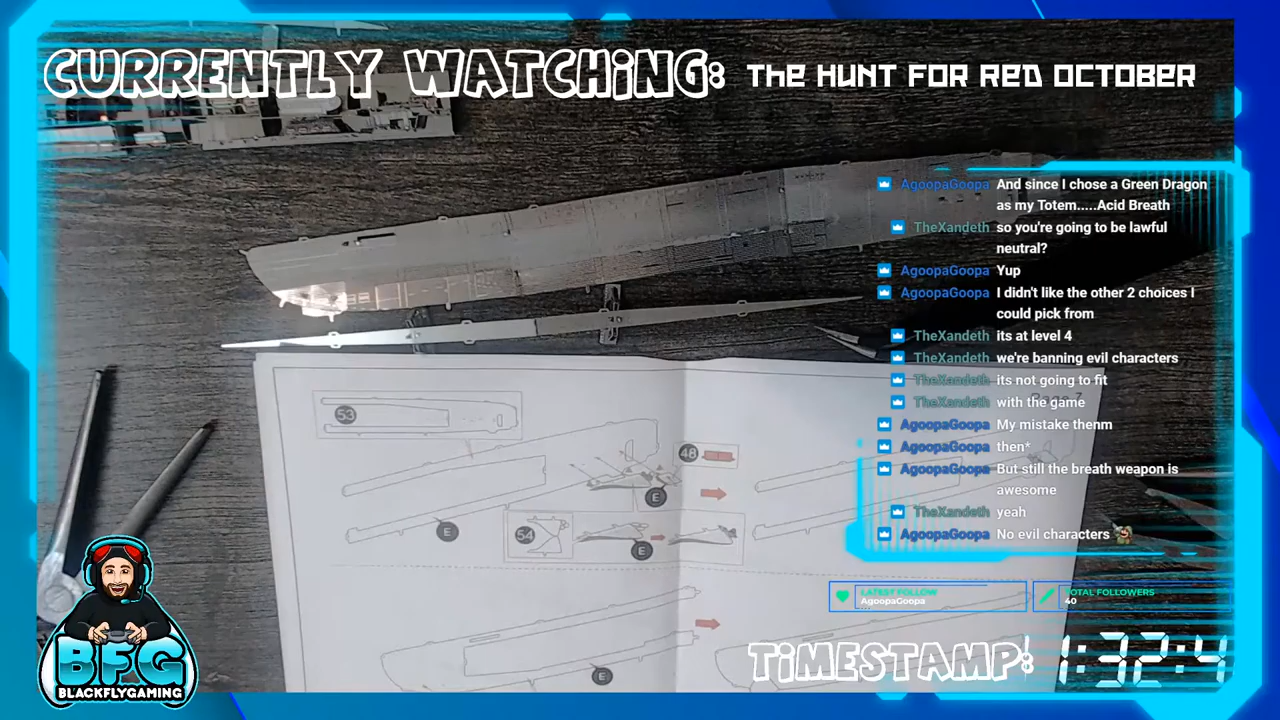 CURRENTLY WATCHING: THE HUNT FOR RED OCTOBER
AgoopaGoopa And since I chose a Green Dragon
as my Totem.....Acid Breath
TheXandeth so you're going to be lawful
neutral?
AgoopaGoopa Yup
AgoopaGoopa I didn't like the other 2 choices I
could pick from
TheXandeth its at level 4
TheXandeth we're banning evil characters
TheXandeth its not going to fit
TheXandeth with the game
AgoopaGoopa My mistake thenm
AgoopaGoopa then*
AgoopaGoopa But still the breath weapon is
awesome
TheXandeth yeah
AgoopaGoopa No evil characters
53
48
E
E
54
E
E
LATEST FOLLOW
AgoopaGoopa
TOTAL FOLLOWERS
40
TIMESTAMP: 1:32:4
BFG
BLACKFLYGAMING